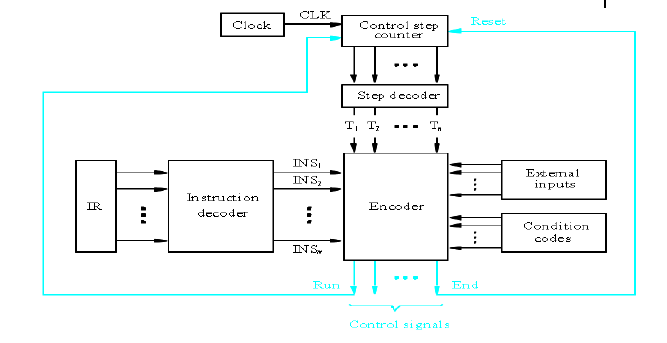 CLK
Clock
Control step
counter
Reset
Step decoder
T1 T2 Tn
IR
Instruction
decoder
INS1
INS2
INSm
Encoder
External
inputs
Condition
codes
Run
End
Control signals